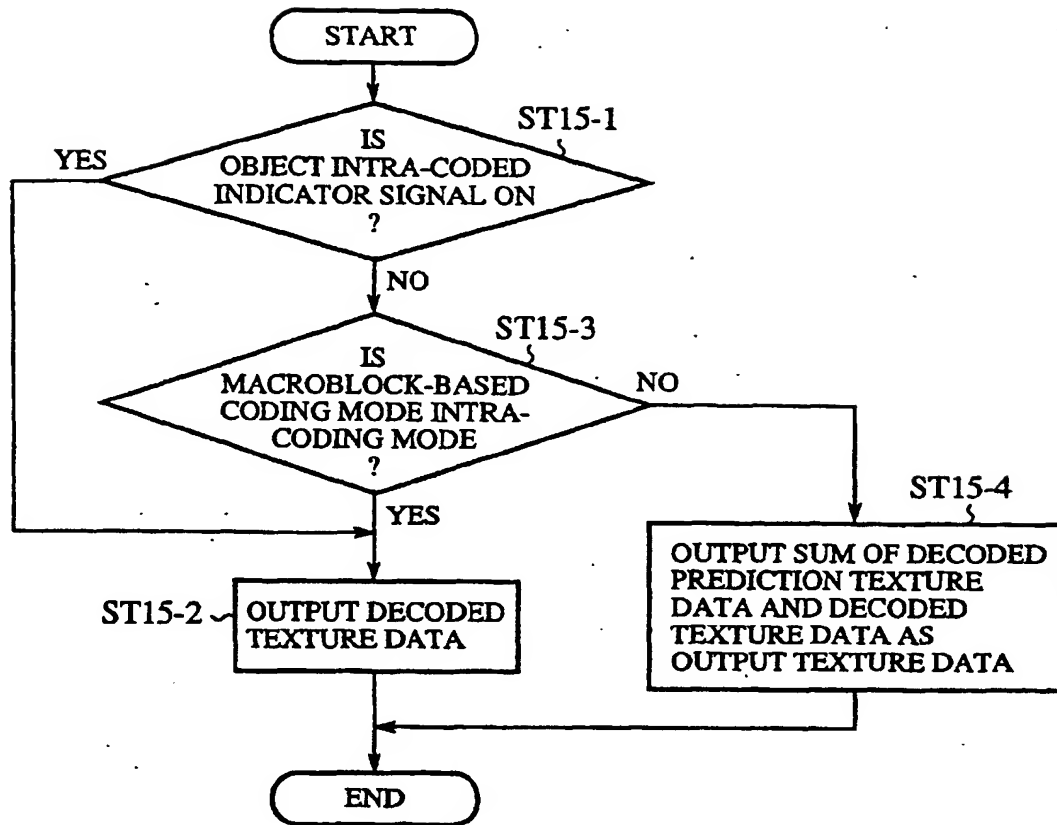 START
ST15-1
IS
OBJECT INTRA-CODED
INDICATOR SIGNAL ON
?
YES
NO
ST15-3
IS
MACROBLOCK-BASED
CODING MODE INTRA-
CODING MODE
?
NO
YES
ST15-4
OUTPUT SUM OF DECODED
PREDICTION TEXTURE
DATA AND DECODED
TEXTURE DATA AS
OUTPUT TEXTURE DATA
ST15-2
OUTPUT DECODED
TEXTURE DATA
END